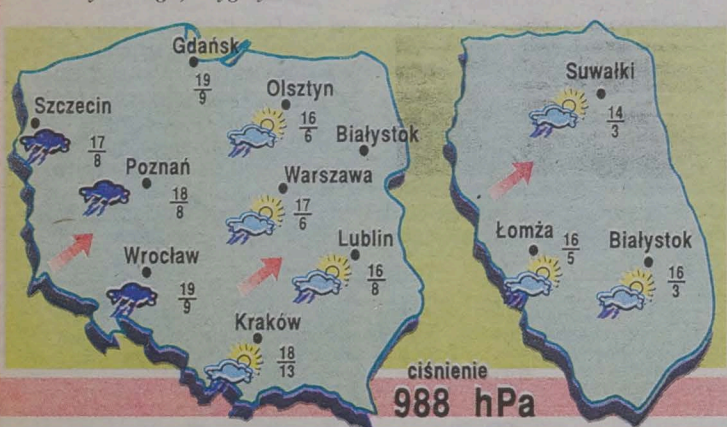 Gdańsk
19
9
Szczecin
17
8
Olsztyn
16
6
Białystok
Poznań
18
8
Warszawa
17
6
Wrocław
19
9
Lublin
16
8
Kraków
18
13
Suwałki
14
3
Łomża
16
5
Białystok
16
3
ciśnienie
988 hPa